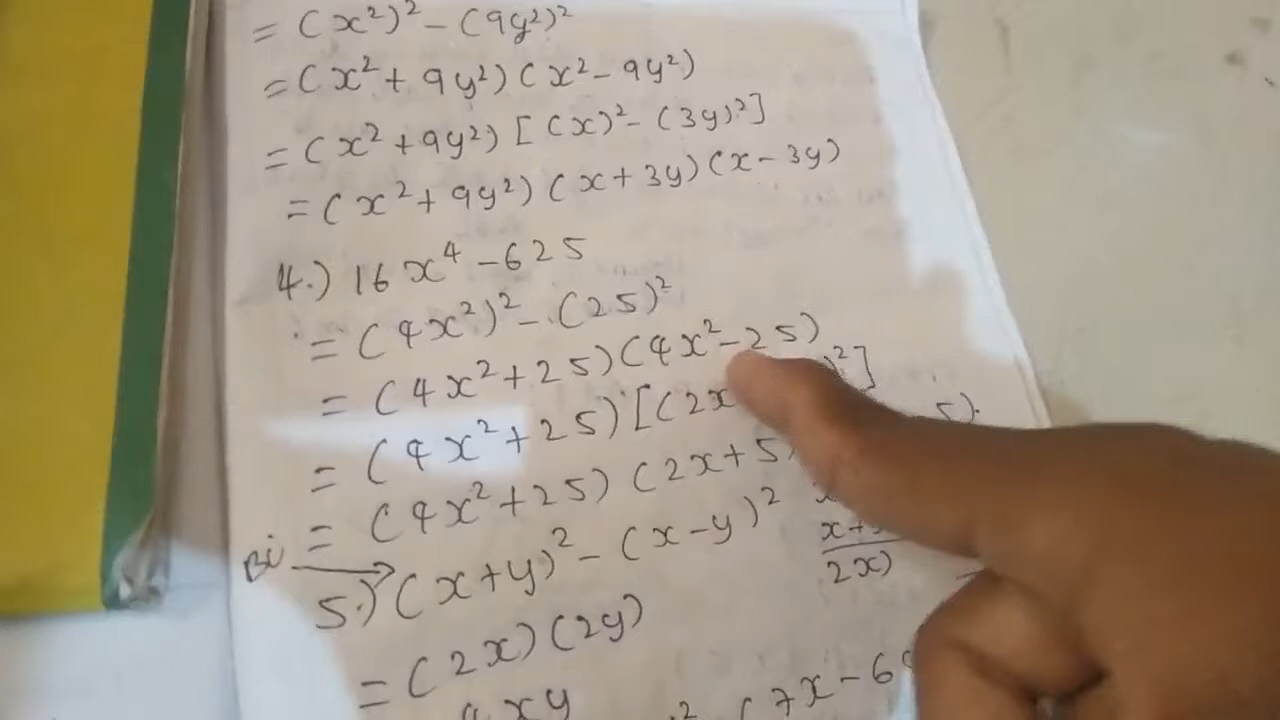 = (x²)² - (9y²)²
= (x² + 9y²) (x² - 9y²)
= (x² + 9y²) [(x)² - (3y)²]
= (x² + 9y²) (x + 3y) (x - 3y)
4.) 16x⁴ - 625
= (4x²)² - (25)²
= (4x² + 25) (4x² - 25)
= (4x² + 25) [(2x )²]
= (4x² + 25) (2x + 5 5).
Bi → 5.) (x + y)² - (x - y)²
x +
2x)
= (2x) (2y)
4xy
² (7x - 6